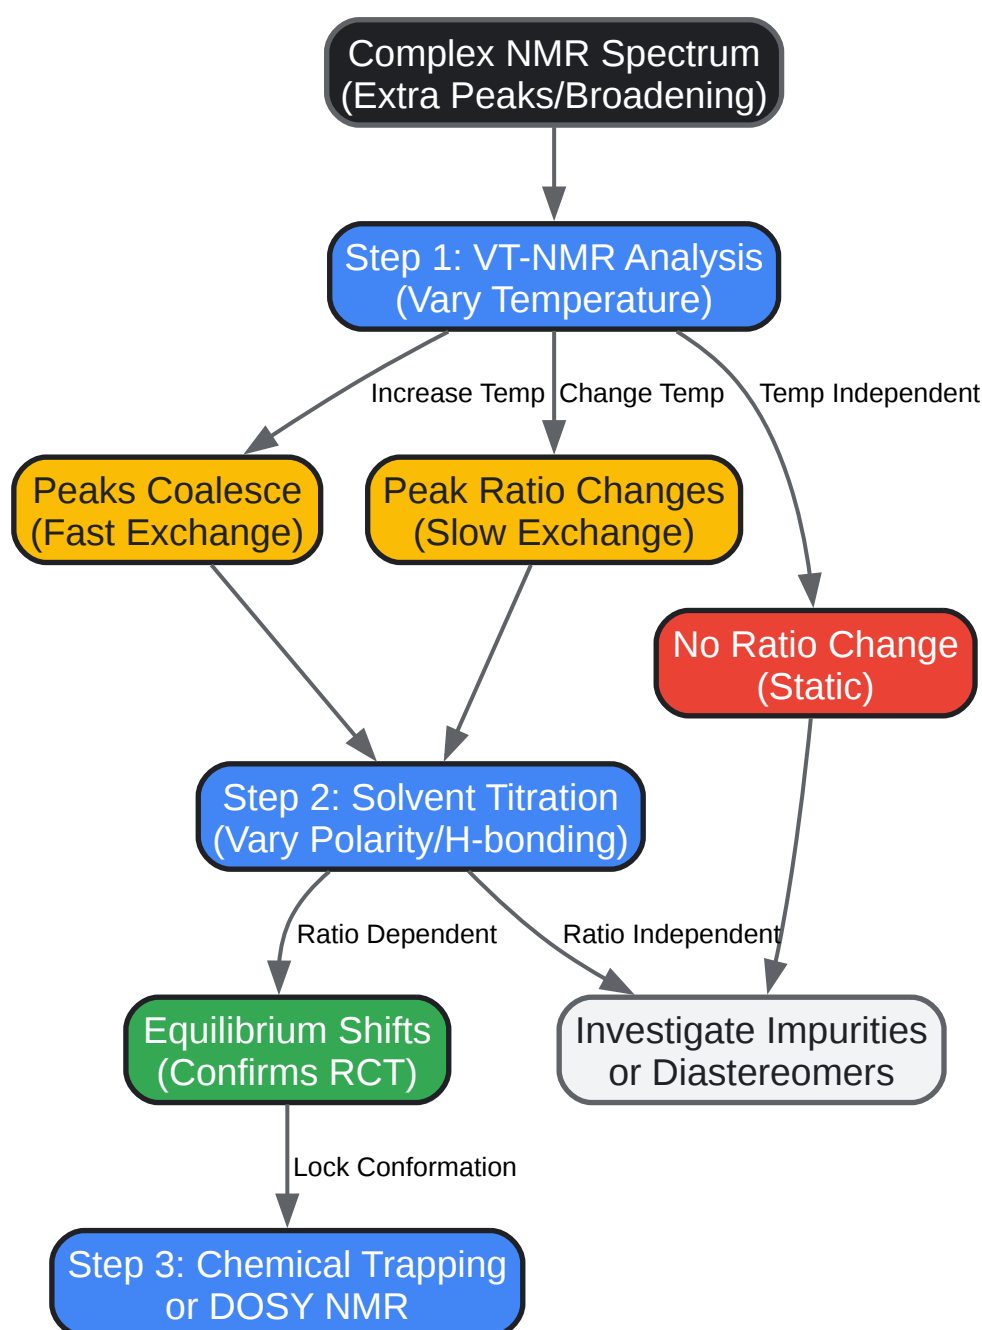 Complex NMR Spectrum
(Extra Peaks/Broadening)
Step 1: VT-NMR Analysis
(Vary Temperature)
Increase Temp
Change Temp
Temp Independent
Peaks Coalesce
(Fast Exchange)
Peak Ratio Changes
(Slow Exchange)
No Ratio Change
(Static)
Step 2: Solvent Titration
(Vary Polarity/H-bonding)
Ratio Dependent
Ratio Independent
Equilibrium Shifts
(Confirms RCT)
Investigate Impurities
or Diastereomers
Lock Conformation
Step 3: Chemical Trapping
or DOSY NMR